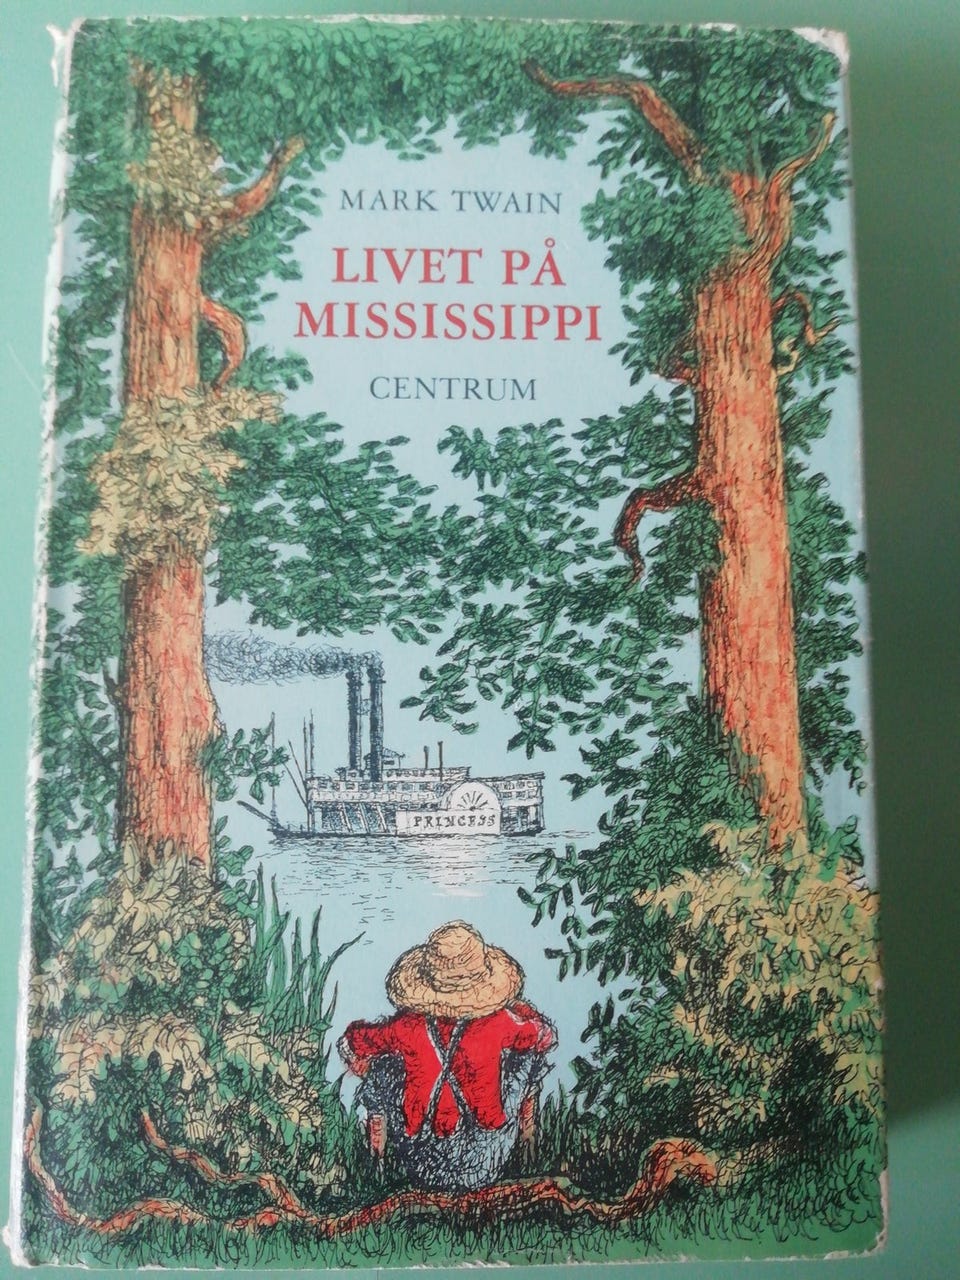 MARK TWAIN
LIVET PÅ
MISSISSIPPI
CENTRUM
PRINCESS